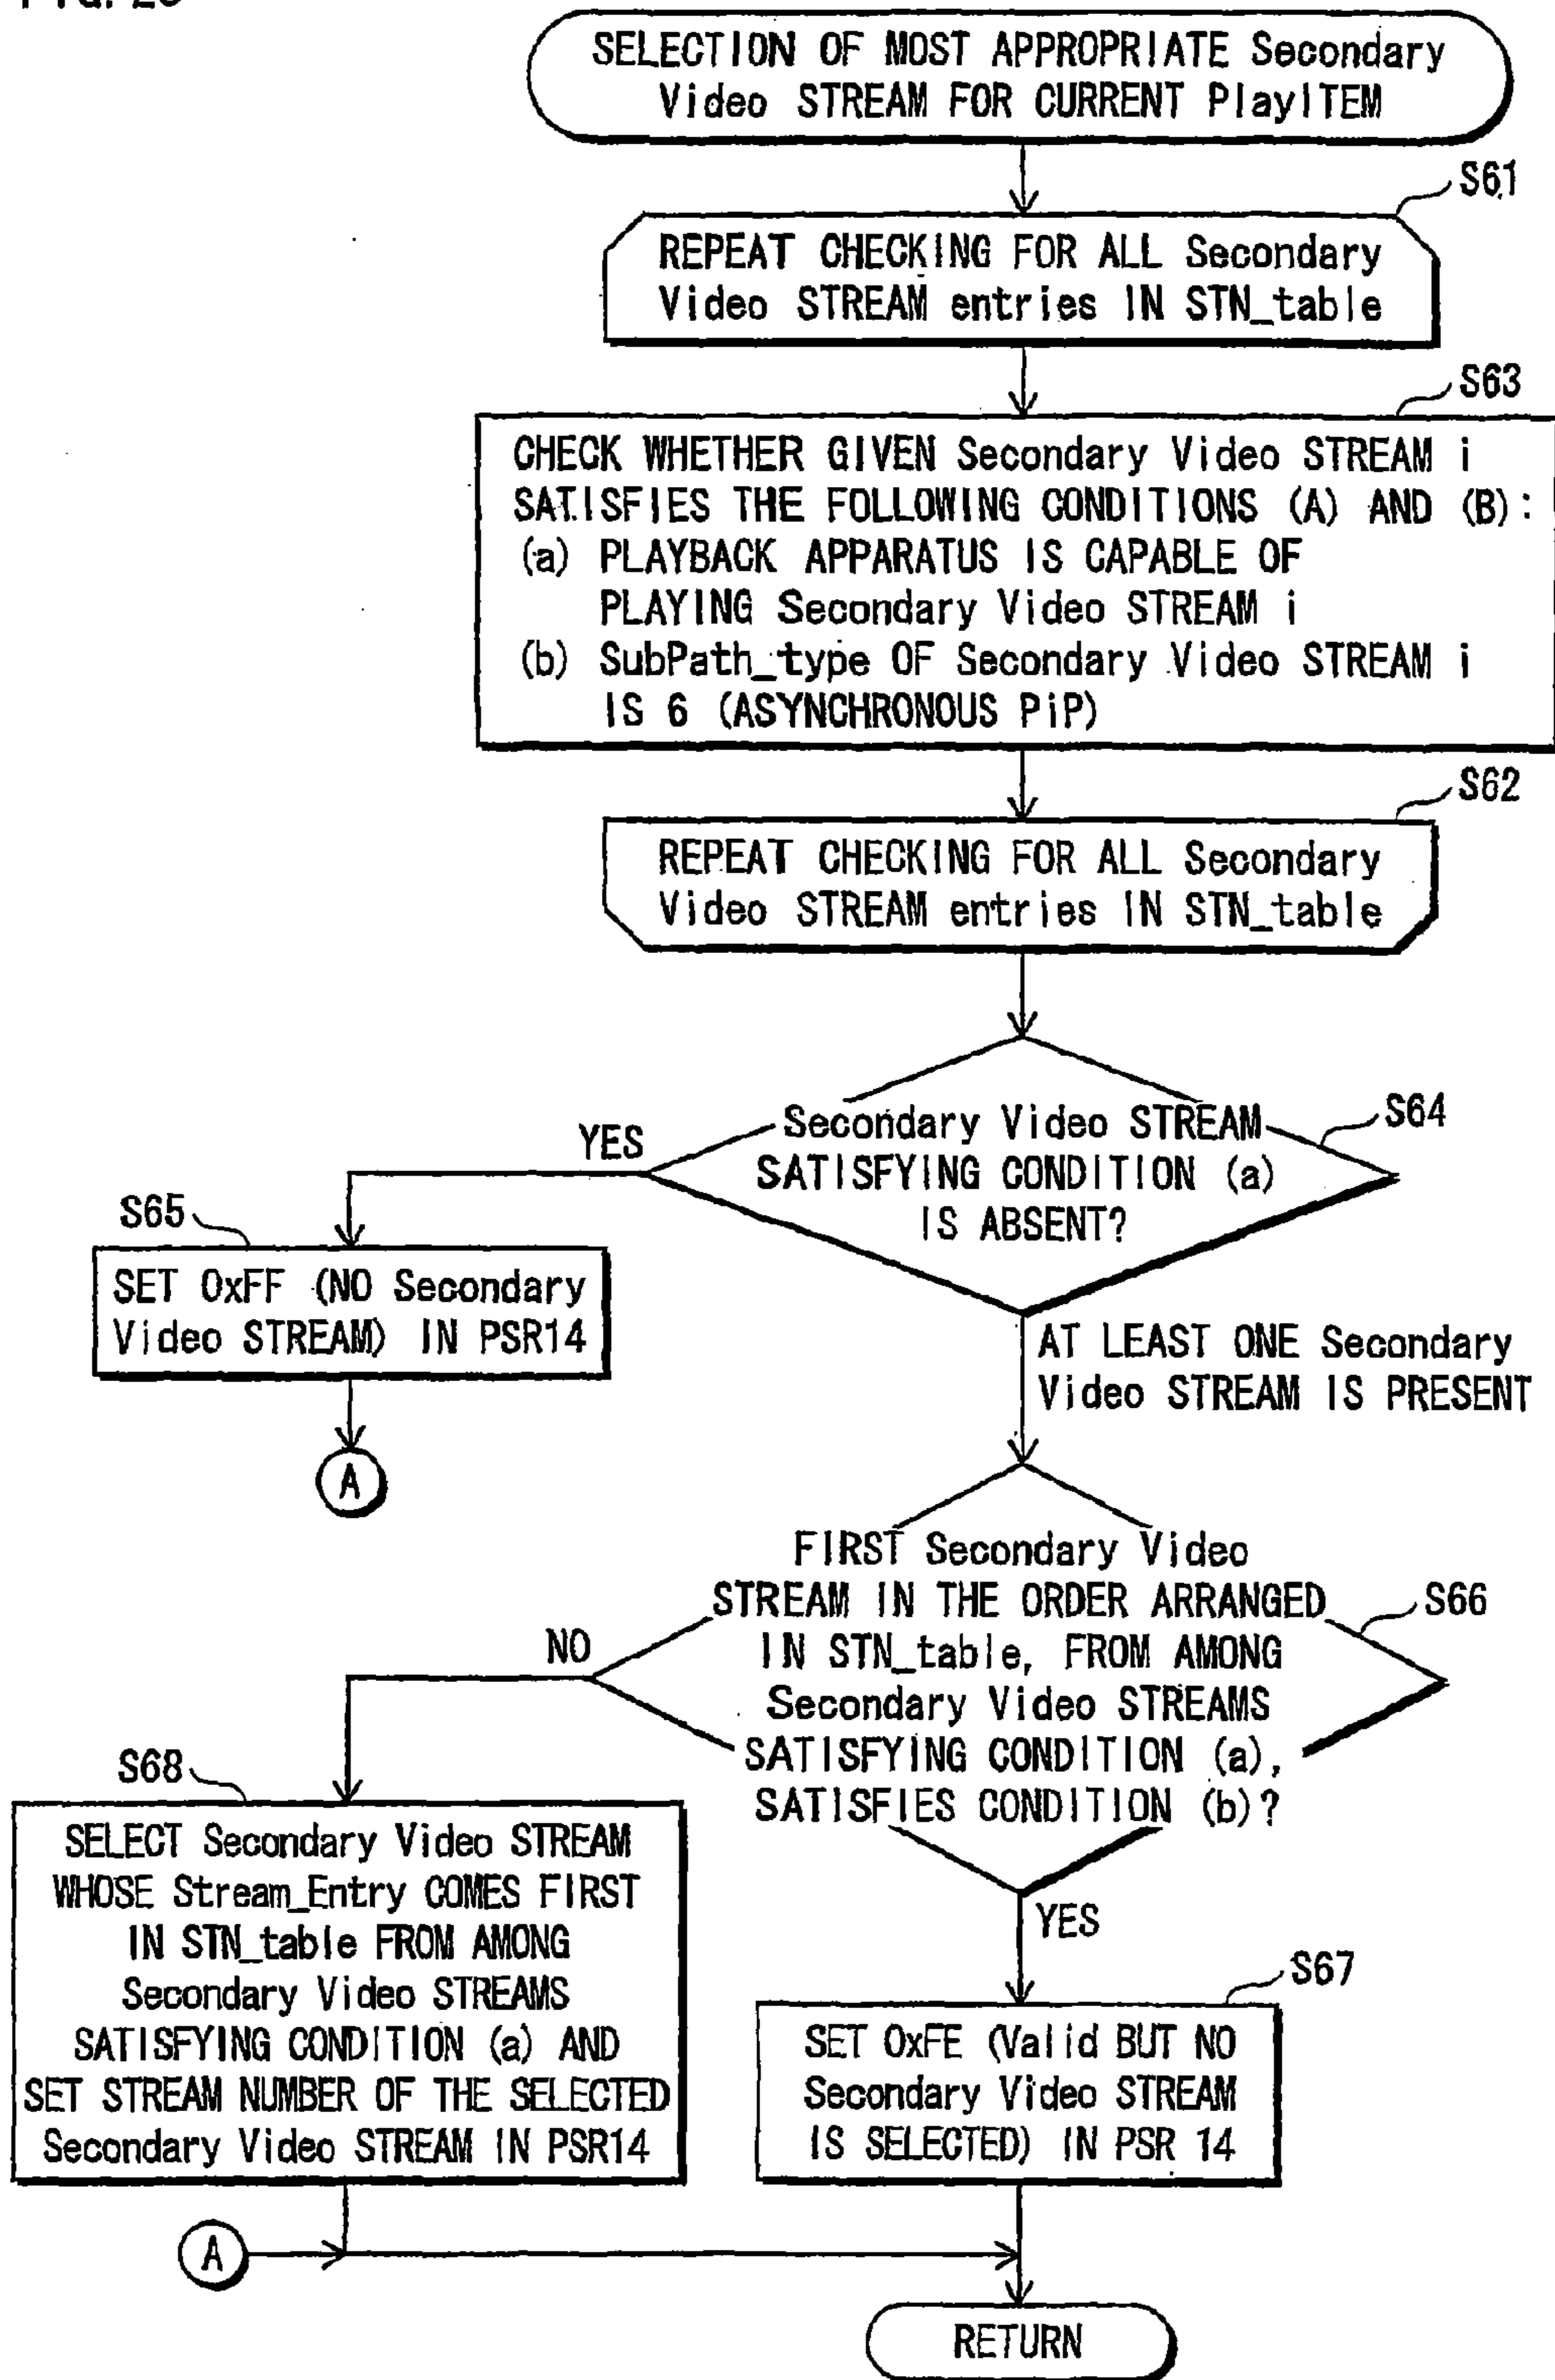 SELECTION OF MOST APPROPRIATE Secondary
Video STREAM FOR CURRENT PlayITEM
S61
REPEAT CHECKING FOR ALL Secondary
Video STREAM entries IN STN_table
S63
CHECK WHETHER GIVEN Secondary Video STREAM i
SATISFIES THE FOLLOWING CONDITIONS (A) AND (B):
(a) PLAYBACK APPARATUS IS CAPABLE OF
PLAYING Secondary Video STREAM i
(b) SubPath_type OF Secondary Video STREAM i
IS 6 (ASYNCHRONOUS PiP)
S62
REPEAT CHECKING FOR ALL Secondary
Video STREAM entries IN STN_table
S64
Secondary Video STREAM
SATISFYING CONDITION (a)
IS ABSENT?
YES
S65
SET 0xFF (NO Secondary
Video STREAM) IN PSR14
A
AT LEAST ONE Secondary
Video STREAM IS PRESENT
FIRST Secondary Video
STREAM IN THE ORDER ARRANGED
IN STN_table, FROM AMONG
Secondary Video STREAMS
SATISFYING CONDITION (a),
SATISFIES CONDITION (b)?
S66
NO
S68
SELECT Secondary Video STREAM
WHOSE Stream_Entry COMES FIRST
IN STN_table FROM AMONG
Secondary Video STREAMS
SATISFYING CONDITION (a) AND
SET STREAM NUMBER OF THE SELECTED
Secondary Video STREAM IN PSR14
YES
S67
SET 0xFE (Valid BUT NO
Secondary Video STREAM
IS SELECTED) IN PSR 14
A
RETURN